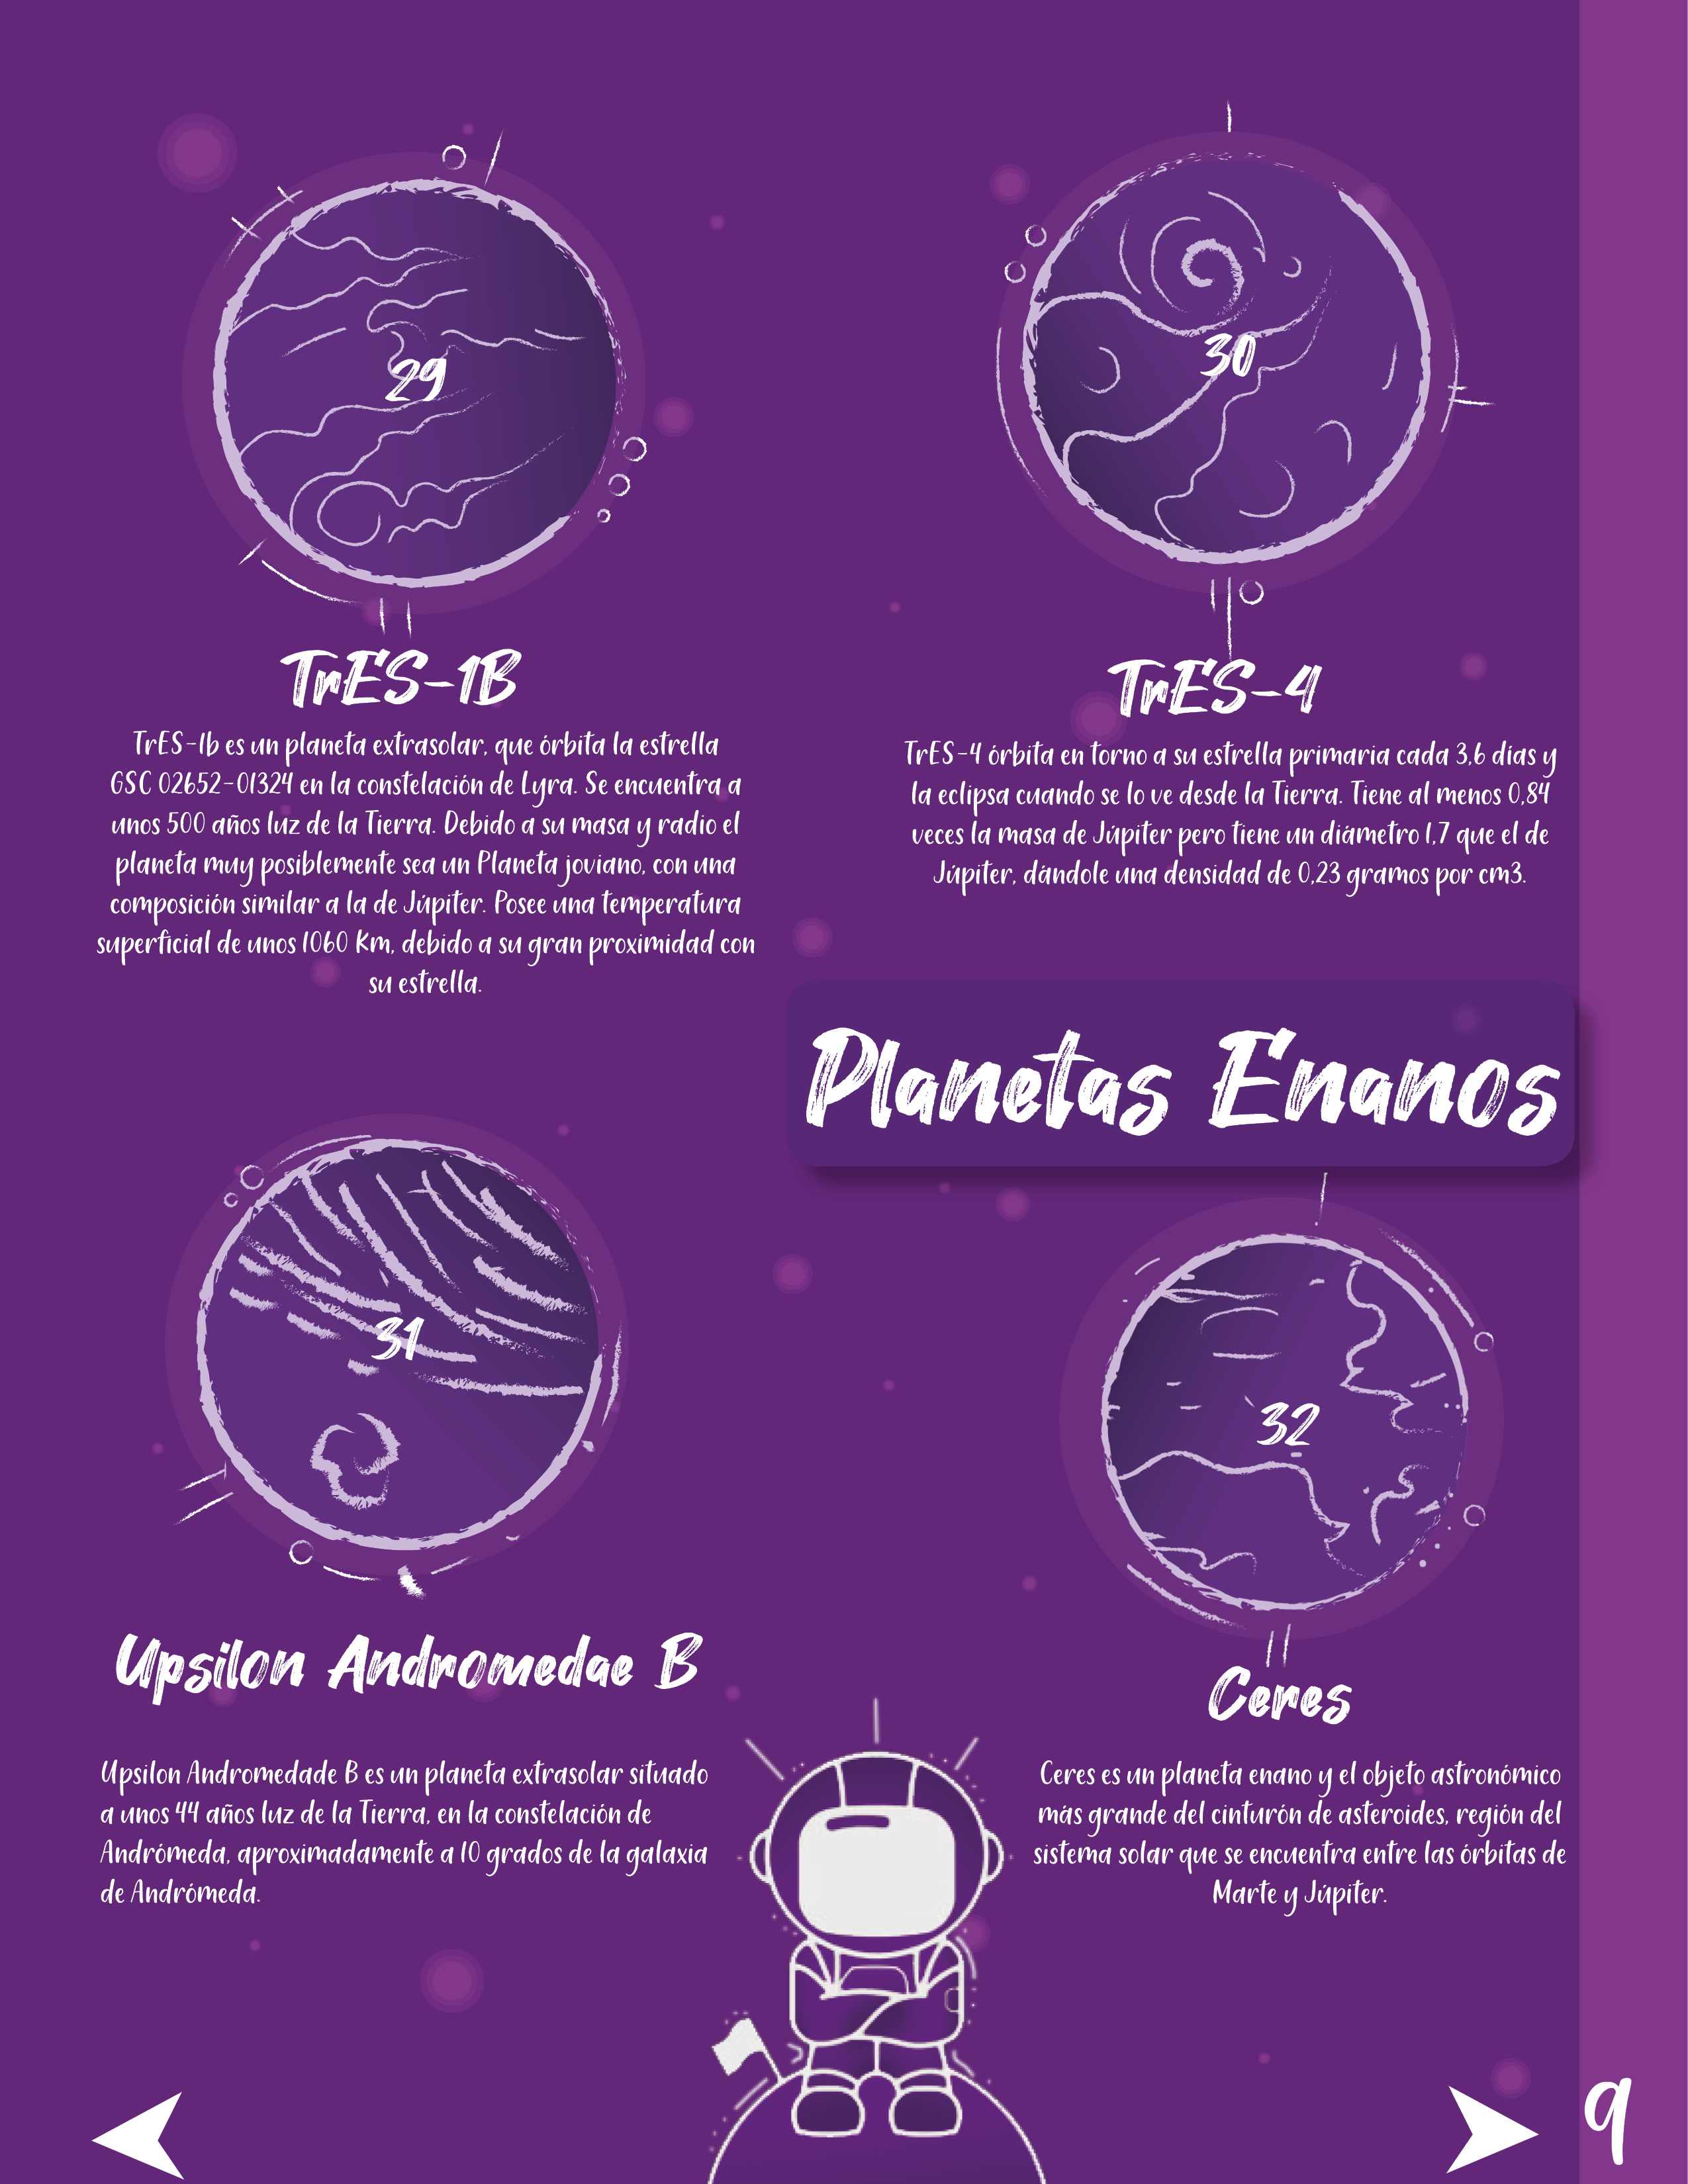 29
TrES-1B
TrES-1b es un planeta extrasolar, que órbita la estrella
GSC 02652-01324 en la constelación de Lyra. Se encuentra a
unos 500 años luz de la Tierra. Debido a su masa y radio el
planeta muy posiblemente sea un Planeta joviano, con una
composición similar a la de Júpiter. Posee una temperatura
superficial de unos 1060 Km, debido a su gran proximidad con
su estrella.
30
TrES-4
TrES-4 órbita en torno a su estrella primaria cada 3,6 días y
la eclipsa cuando se lo ve desde la Tierra. Tiene al menos 0,84
veces la masa de Júpiter pero tiene un diámetro 1,7 que el de
Júpiter, dándole una densidad de 0,23 gramos por cm3.
31
Upsilon Andromedae B
Upsilon Andromedade B es un planeta extrasolar situado
a unos 44 años luz de la Tierra, en la constelación de
Andrómeda, aproximadamente a 10 grados de la galaxia
de Andrómeda.
Planetas Enanos
32
Ceres
Ceres es un planeta enano y el objeto astronómico
más grande del cinturón de asteroides, región del
sistema solar que se encuentra entre las órbitas de
Marte y Júpiter.
9